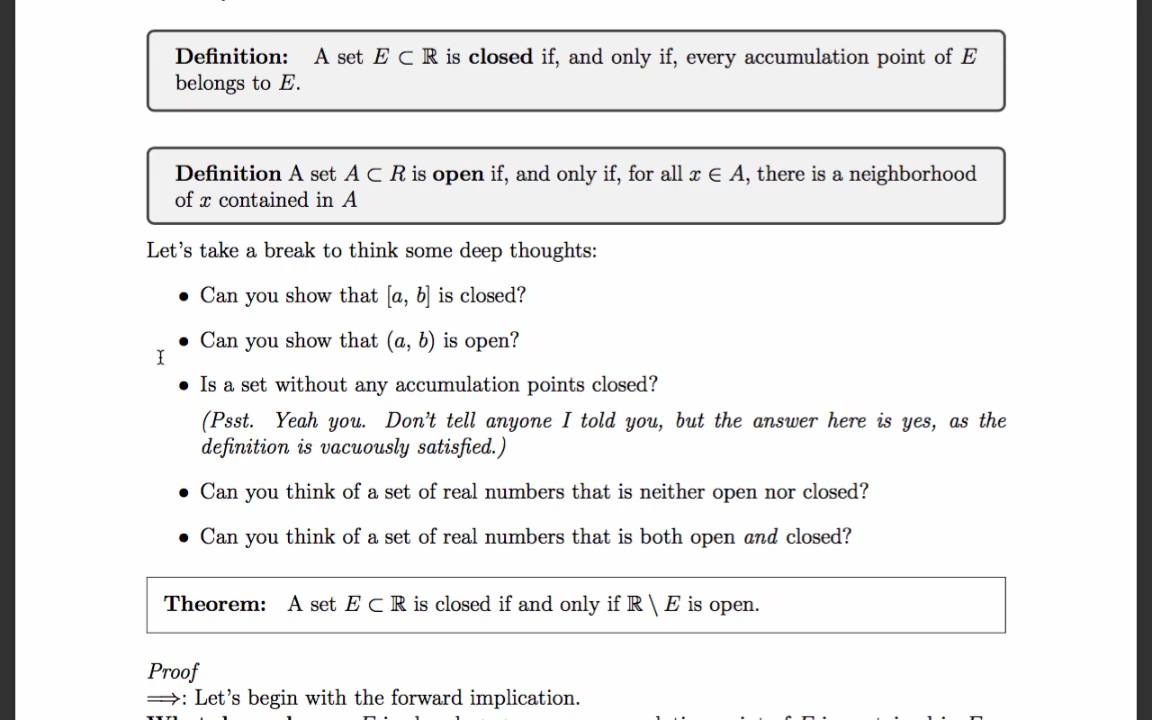 Definition: A set E ⊂ ℝ is closed if, and only if, every accumulation point of E
belongs to E.
Definition A set A ⊂ R is open if, and only if, for all x ∈ A, there is a neighborhood
of x contained in A
Let's take a break to think some deep thoughts:
• Can you show that [a, b] is closed?
• Can you show that (a, b) is open?
• Is a set without any accumulation points closed?
(Psst. Yeah you. Don't tell anyone I told you, but the answer here is yes, as the
definition is vacuously satisfied.)
• Can you think of a set of real numbers that is neither open nor closed?
• Can you think of a set of real numbers that is both open and closed?
Theorem: A set E ⊂ ℝ is closed if and only if ℝ \ E is open.
Proof
⟹: Let's begin with the forward implication.